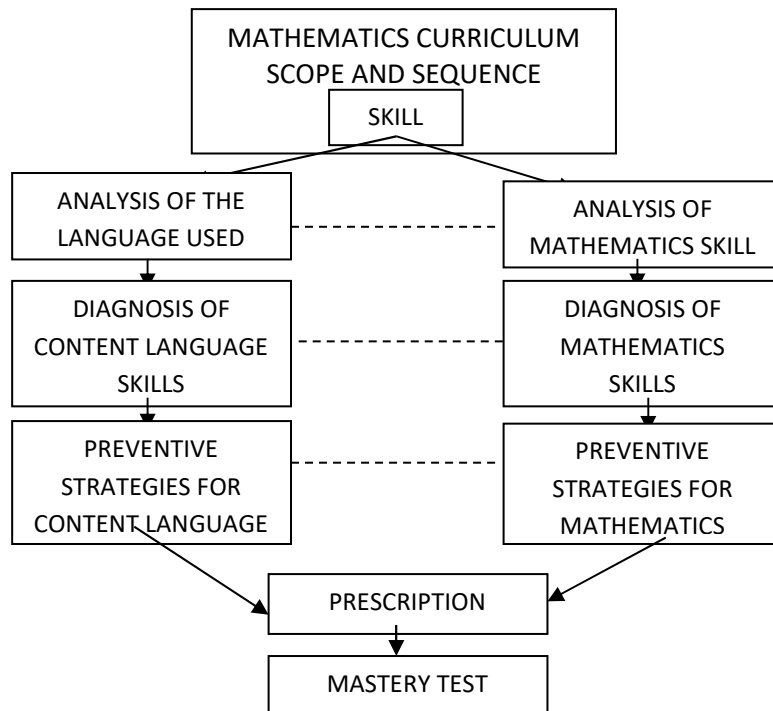 MATHEMATICS CURRICULUM
SCOPE AND SEQUENCE
SKILL
ANALYSIS OF THE
LANGUAGE USED
ANALYSIS OF
MATHEMATICS SKILL
DIAGNOSIS OF
CONTENT LANGUAGE
SKILLS
DIAGNOSIS OF
MATHEMATICS
SKILLS
PREVENTIVE
STRATEGIES FOR
CONTENT LANGUAGE
PREVENTIVE
STRATEGIES FOR
MATHEMATICS
PRESCRIPTION
MASTERY TEST